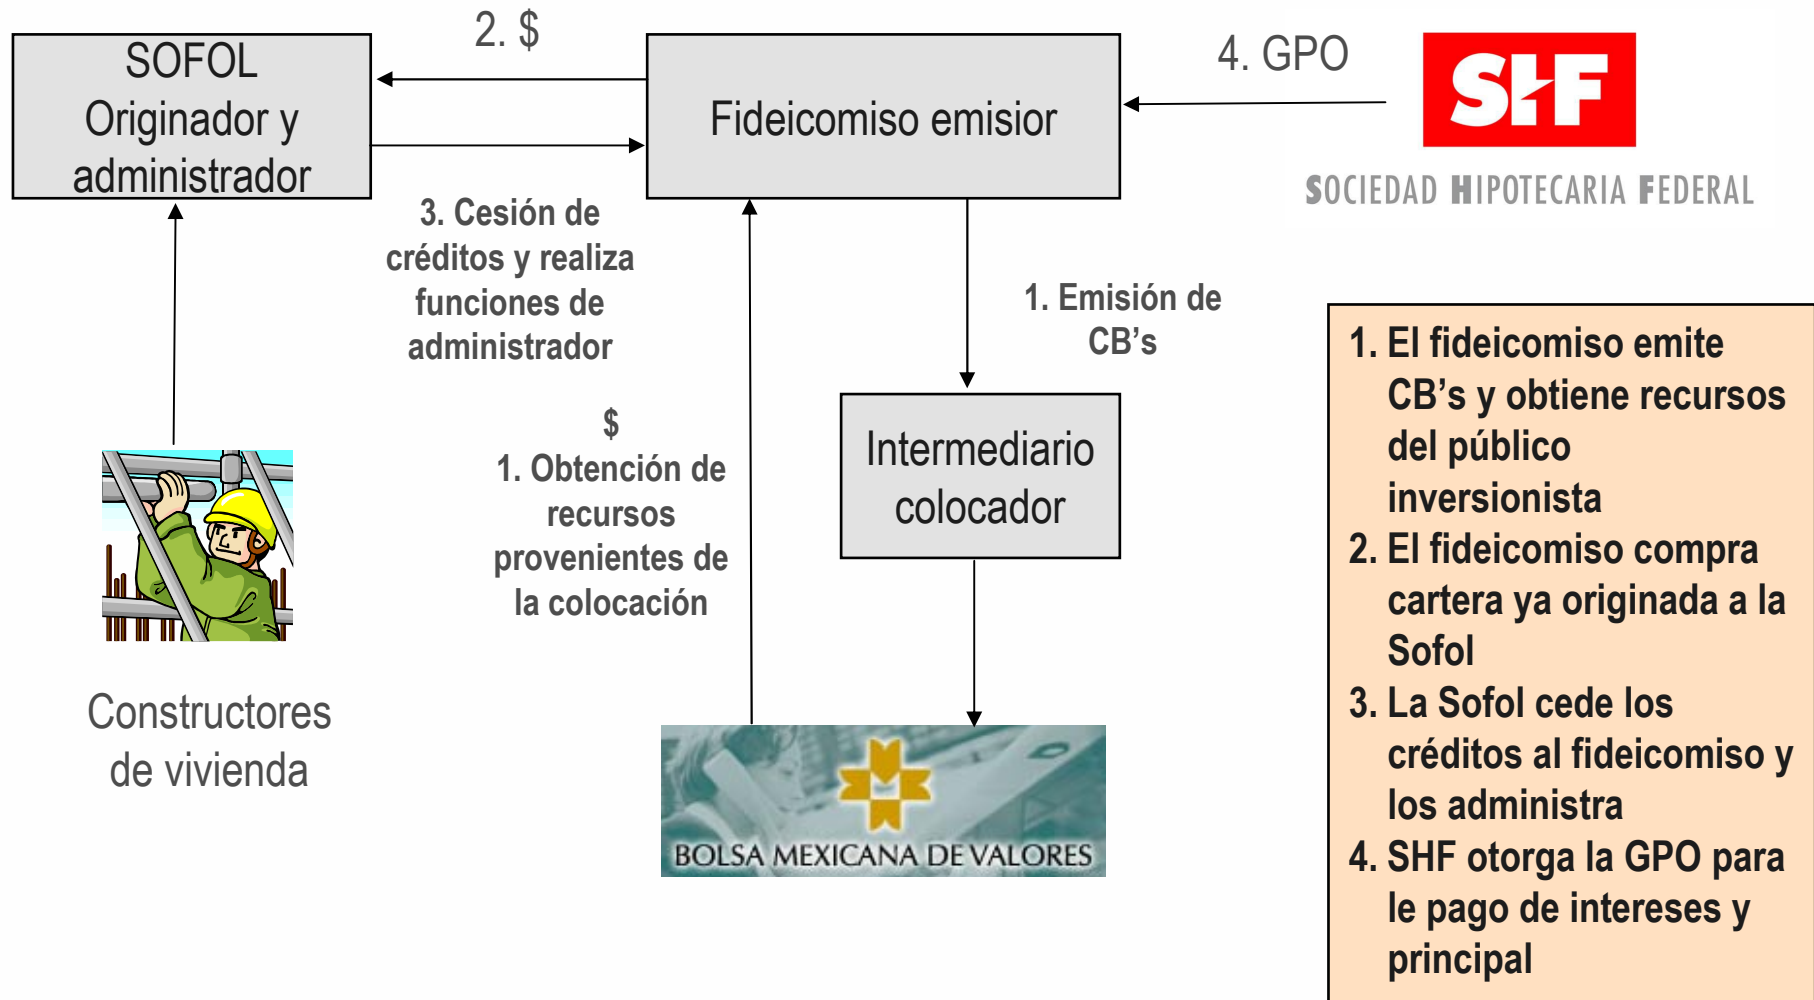 2. $
SOFOL
Originador y
administrador
Fideicomiso emisior
4. GPO
SHF
SOCIEDAD HIPOTECARIA FEDERAL
3. Cesión de
créditos y realiza
funciones de
administrador
1. Emisión de
CB’s
$
1. Obtención de
recursos
provenientes de
la colocación
Intermediario
colocador
Constructores
de vivienda
BOLSA MEXICANA DE VALORES
1. El fideicomiso emite
CB’s y obtiene recursos
del público
inversionista
2. El fideicomiso compra
cartera ya originada a la
Sofol
3. La Sofol cede los
créditos al fideicomiso y
los administra
4. SHF otorga la GPO para
le pago de intereses y
principal